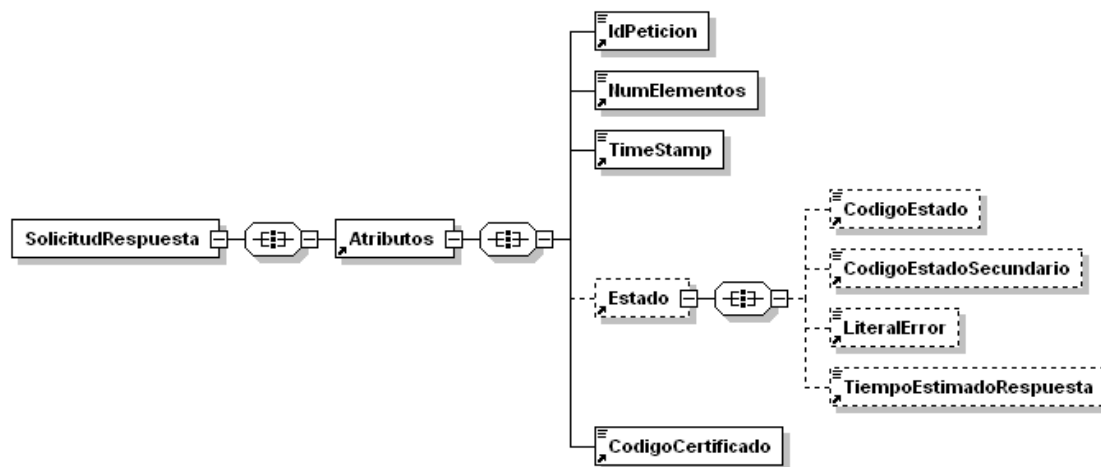 IdPeticion
NumElementos
TimeStamp
SolicitudRespuesta
Atributos
CodigoEstado
CodigoEstadoSecundario
Estado
LiteralError
TiempoEstimadoRespuesta
CodigoCertificado